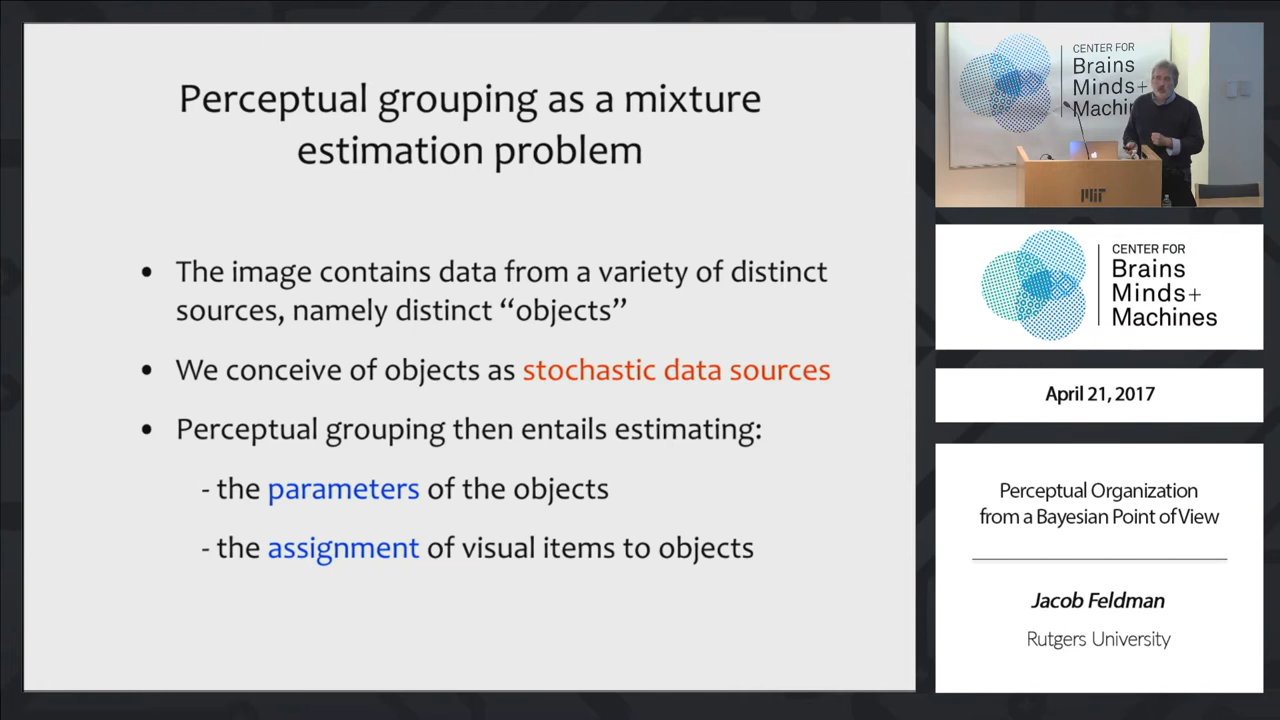 Perceptual grouping as a mixture
estimation problem
• The image contains data from a variety of distinct
sources, namely distinct “objects”
• We conceive of objects as stochastic data sources
• Perceptual grouping then entails estimating:
- the parameters of the objects
- the assignment of visual items to objects
CENTER FOR
Brains
Minds+
Machin
MIT
CENTER FOR
Brains
Minds+
Machines
April 21, 2017
Perceptual Organization
from a Bayesian Point of View
Jacob Feldman
Rutgers University